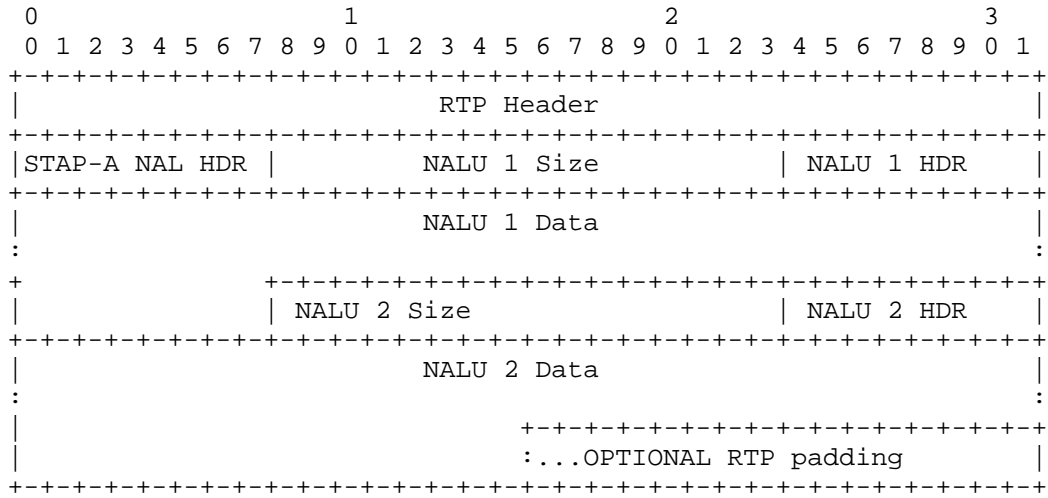 0                   1                   2                   3
 0 1 2 3 4 5 6 7 8 9 0 1 2 3 4 5 6 7 8 9 0 1 2 3 4 5 6 7 8 9 0 1
+-+-+-+-+-+-+-+-+-+-+-+-+-+-+-+-+-+-+-+-+-+-+-+-+-+-+-+-+-+-+-+-+
|                          RTP Header                           |
+-+-+-+-+-+-+-+-+-+-+-+-+-+-+-+-+-+-+-+-+-+-+-+-+-+-+-+-+-+-+-+-+
|STAP-A NAL HDR |         NALU 1 Size           | NALU 1 HDR    |
+-+-+-+-+-+-+-+-+-+-+-+-+-+-+-+-+-+-+-+-+-+-+-+-+-+-+-+-+-+-+-+-+
|                         NALU 1 Data                           |
:                                                               :
+               +-+-+-+-+-+-+-+-+-+-+-+-+-+-+-+-+-+-+-+-+-+-+-+-+
|               | NALU 2 Size                   | NALU 2 HDR    |
+-+-+-+-+-+-+-+-+-+-+-+-+-+-+-+-+-+-+-+-+-+-+-+-+-+-+-+-+-+-+-+-+
|                         NALU 2 Data                           |
:                                                               :
|                               +-+-+-+-+-+-+-+-+-+-+-+-+-+-+-+-+
|                               :...OPTIONAL RTP padding        |
+-+-+-+-+-+-+-+-+-+-+-+-+-+-+-+-+-+-+-+-+-+-+-+-+-+-+-+-+-+-+-+-+